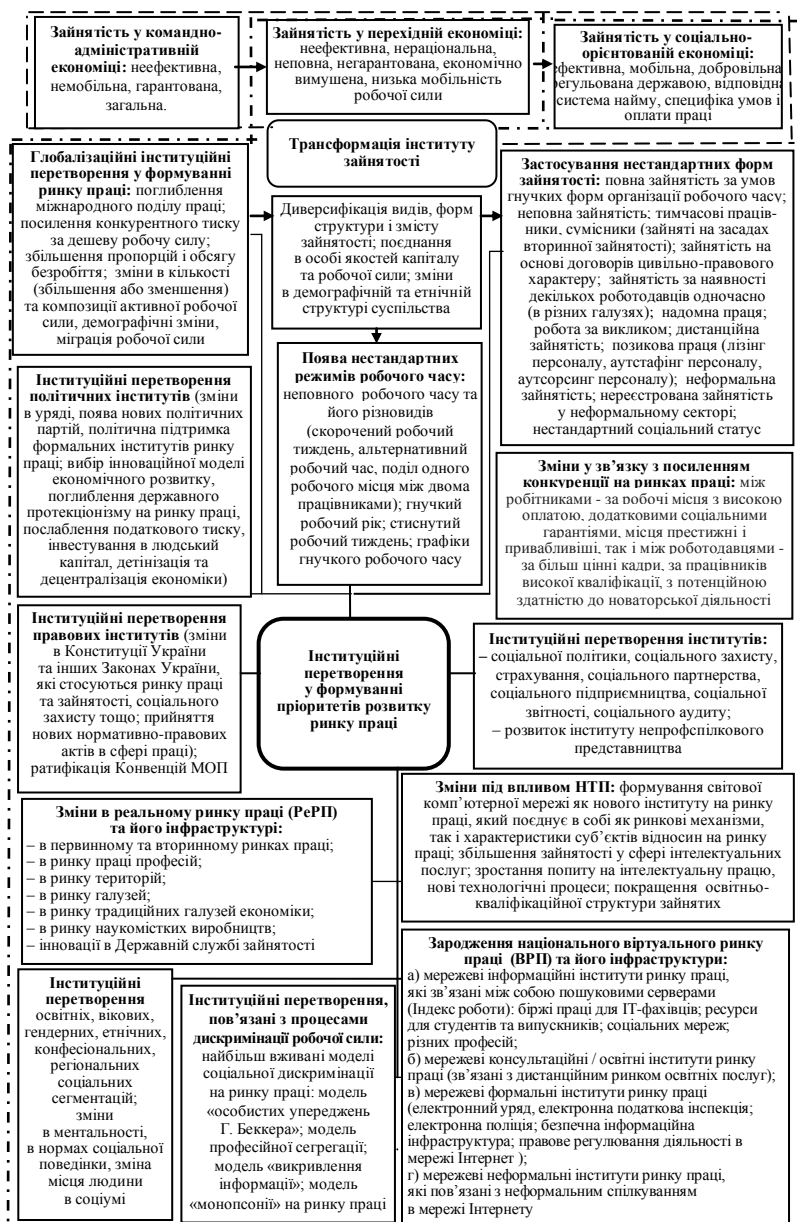 Зайнятість у командно-
адміністративній
економіці: неефективна,
немобільна, гарантована,
загальна.
Зайнятість у перехідній економіці:
неефективна, нераціональна,
неповна, негарантована, економічно
вимушена, низька мобільність
робочої сили
Зайнятість у соціально-
орієнтованій економіці:
ефективна, мобільна, добровільна
регульована державою, відповідна
система найму, специфіка умов і
оплати праці
Трансформація інституту
зайнятості
Глобалізаційні інституційні
перетворення у формуванні
ринку праці: поглиблення
міжнародного поділу праці;
посилення конкурентного тиску
за дешеву робочу силу;
збільшення пропорцій і обсягу
безробіття; зміни в кількості
(збільшення або зменшення)
та композиції активної робочої
сили, демографічні зміни,
міграція робочої сили
Диверсифікація видів, форм
структури і змісту
зайнятості; поєднання
в особі якостей капіталу
та робочої сили; зміни
в демографічній та етнічній
структурі суспільства
Застосування нестандартних форм
зайнятості: повна зайнятість за умов
гнучких форм організації робочого часу;
неповна зайнятість; тимчасові праців-
ники, сумісники (зайняті на засадах
вторинної зайнятості); зайнятість на
основі договорів цивільно-правового
характеру; зайнятість за наявності
декількох роботодавців одночасно
(в різних галузях); надомна праця;
робота за викликом; дистанційна
зайнятість; позикова праця (лізінг
персоналу, аутстафінг персоналу,
аутсорсинг персоналу); неформальна
зайнятість; нереєстрована зайнятість
у неформальному секторі;
нестандартний соціальний статус
Поява нестандартних
режимів робочого часу:
неповного робочого часу та
його різновидів
(скорочений робочий
тиждень, альтернативний
робочий час, поділ одного
робочого місця між двома
працівниками); гнучкий
робочий рік; стиснутий
робочий тиждень; графіки
гнучкого робочого часу
Інституційні перетворення
політичних інститутів (зміни
в уряді, поява нових політичних
партій, політична підтримка
формальних інститутів ринку
праці; вибір інноваційної моделі
економічного розвитку,
поглиблення державного
протекціонізму на ринку праці,
послаблення податкового тиску,
інвестування в людський
капітал, детінізація та
децентралізація економіки)
Зміни у зв’язку з посиленням
конкуренції на ринках праці: між
робітниками - за робочі місця з високою
оплатою, додатковими соціальними
гарантіями, місця престижні і
привабливіші, так і між роботодавцями -
за більш цінні кадри, за працівників
високої кваліфікації, з потенційною
здатністю до новаторської діяльності
Інституційні перетворення
правових інститутів (зміни
в Конституції України
та інших Законах України,
які стосуються ринку праці
та зайнятості, соціального
захисту тощо; прийняття
нових нормативно-правових
актів в сфері праці);
ратифікація Конвенцій МОП
Інституційні
перетворення
у формуванні
пріоритетів розвитку
ринку праці
Інституційні перетворення інститутів:
– соціальної політики, соціального захисту,
страхування, соціального партнерства,
соціального підприємництва, соціальної
звітності, соціального аудиту;
– розвиток інституту непрофспілкового
представництва
Зміни в реальному ринку праці (РеРП)
та його інфраструктурі:
– в первинному та вторинному ринках праці;
– в ринку праці професій;
– в ринку територій;
– в ринку галузей;
– в ринку традиційних галузей економіки;
– в ринку наукомістких виробництв;
– інновації в Державній службі зайнятості
Зміни під впливом НТП: формування світової
комп’ютерної мережі як нового інституту на ринку
праці, який поєднує в собі як ринкові механізми,
так і характеристики суб’єктів відносин на ринку
праці; збільшення зайнятості у сфері інтелектуальних
послуг; зростання попиту на інтелектуальну працю,
нові технологічні процеси; покращення освітньо-
кваліфікаційної структури зайнятих
Інституційні
перетворення
освітніх, вікових,
гендерних, етнічних,
конфесіональних,
регіональних
соціальних
сегментацій;
зміни
в ментальності,
в нормах соціальної
поведінки, зміна
місця людини
в соціумі
Інституційні перетворення,
пов’язані з процесами
дискримінації робочої сили:
найбільш вживані моделі
соціальної дискримінації
на ринку праці: модель
«особистих упереджень
Г. Беккера»; модель
професійної сегрегації;
модель «викривлення
інформації»; модель
«монопсонії» на ринку праці
Зародження національного віртуального ринку
праці (ВРП) та його інфраструктури:
а) мережеві інформаційні інститути ринку праці,
які зв’язані між собою пошуковими серверами
(Індекс роботи): біржі праці для ІТ-фахівців; ресурси
для студентів та випускників; соціальних мереж;
різних професій;
б) мережеві консультаційні / освітні інститути ринку
праці (зв’язані з дистанційним ринком освітніх послуг);
в) мережеві формальні інститути ринку праці
(електронний уряд, електронна податкова інспекція;
електронна поліція; безпечна інформаційна
інфраструктура; правове регулювання діяльності в
мережі Інтернет );
г) мережеві неформальні інститути ринку праці,
які пов’язані з неформальним спілкуванням
в мережі Інтернету